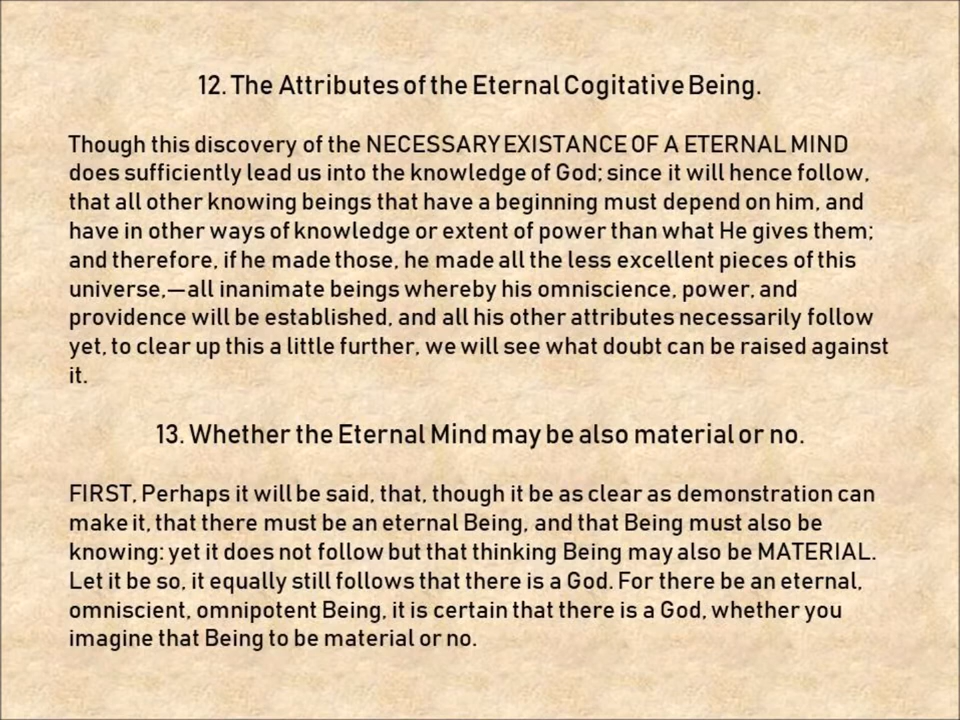 12. The Attributes of the Eternal Cogitative Being.
Though this discovery of the NECESSARY EXISTANCE OF A ETERNAL MIND
does sufficiently lead us into the knowledge of God; since it will hence follow,
that all other knowing beings that have a beginning must depend on him, and
have in other ways of knowledge or extent of power than what He gives them;
and therefore, if he made those, he made all the less excellent pieces of this
universe,—all inanimate beings whereby his omniscience, power, and
providence will be established, and all his other attributes necessarily follow
yet, to clear up this a little further, we will see what doubt can be raised against
it.
13. Whether the Eternal Mind may be also material or no.
FIRST, Perhaps it will be said, that, though it be as clear as demonstration can
make it, that there must be an eternal Being, and that Being must also be
knowing: yet it does not follow but that thinking Being may also be MATERIAL.
Let it be so, it equally still follows that there is a God. For there be an eternal,
omniscient, omnipotent Being, it is certain that there is a God, whether you
imagine that Being to be material or no.